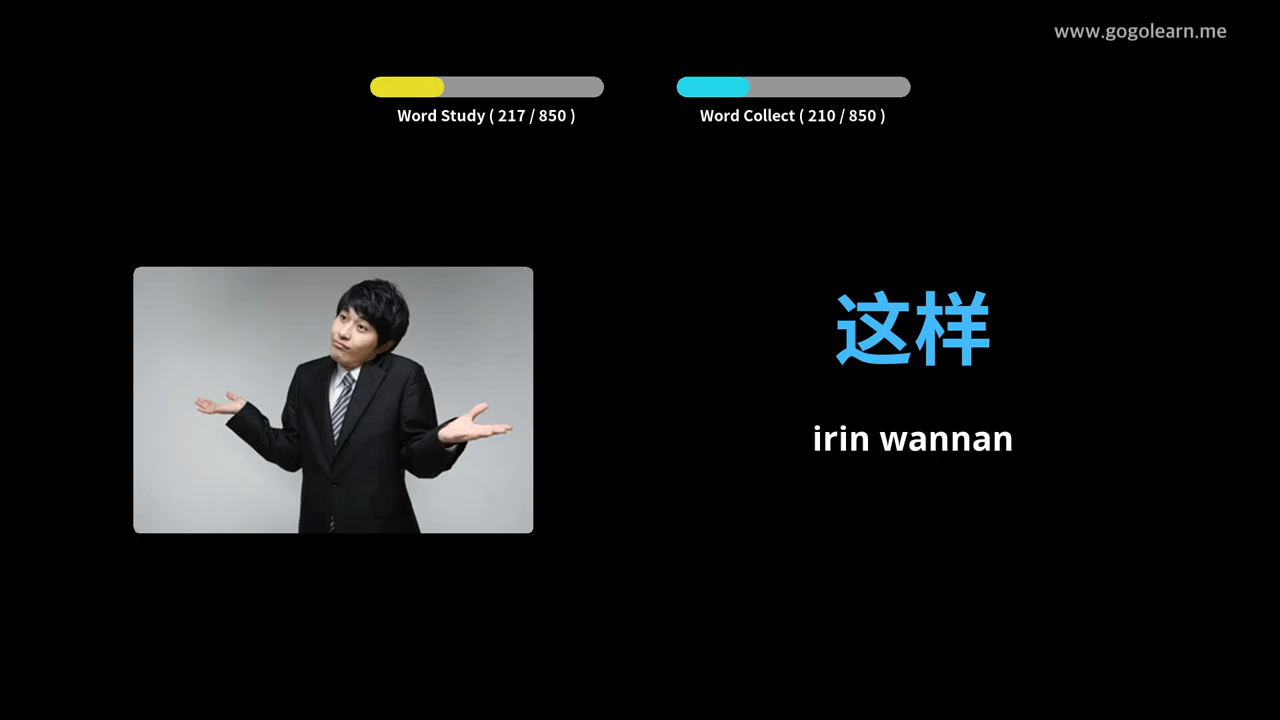 www.gogolearn.me
Word Study ( 217 / 850 )
Word Collect ( 210 / 850 )
这样
irin wannan